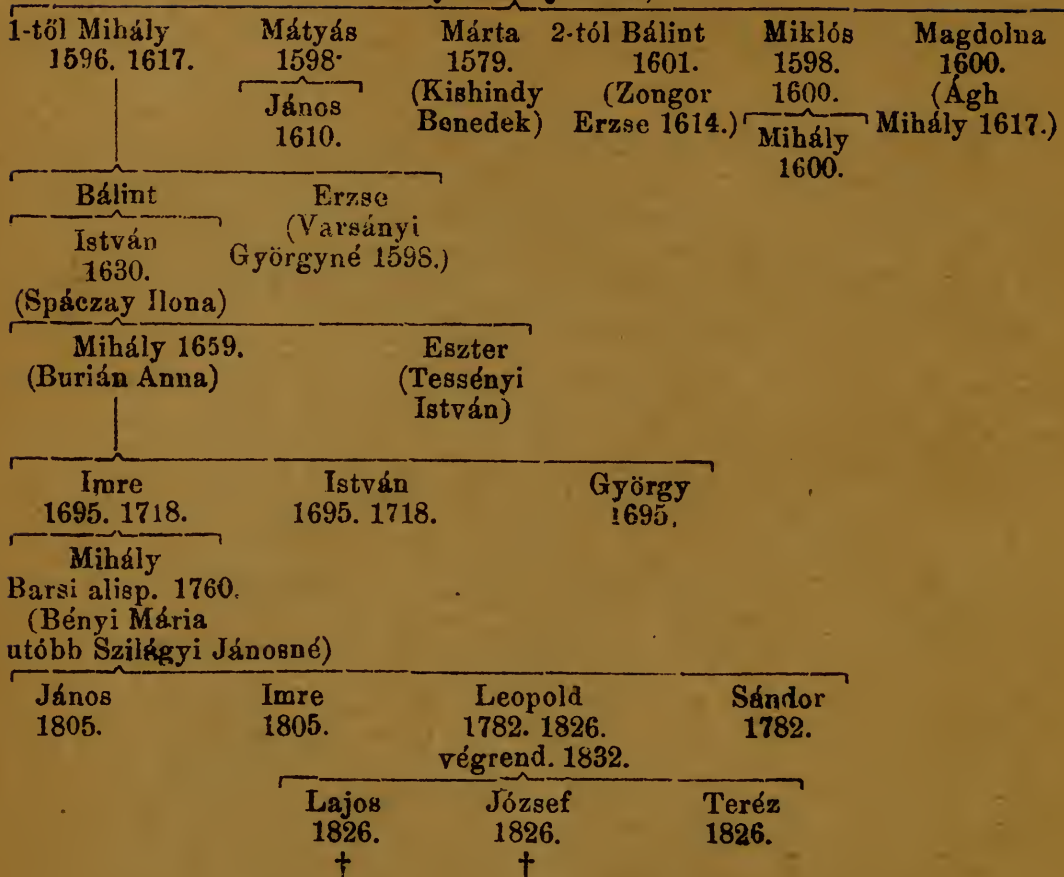 1-től Mihály Mátyás Márta 2-tól Bálint Miklós Magdolna
1596. 1617. 1598· 1579. 1601. 1598. 1600.
(Kishindy (Zongor 1600. (Ágh
János Benedek) Erzse 1614.) Mihály 1617.)
1610. Mihály
1600.
Bálint Erzse
(Varsányi
István Györgyné 1598.)
1630.
(Spáczay Ilona)
Mihály 1659. Eszter
(Burián Anna) (Tessényi
István)
Imre István György
1695. 1718. 1695. 1718. 1695.
Mihály
Barsi alisp. 1760.
(Bényi Mária
utóbb Szilágyi Jánosné)
János Imre Leopold Sándor
1805. 1805. 1782. 1826. 1782.
végrend. 1832.
Lajos József Teréz
1826. 1826. 1826.
† †